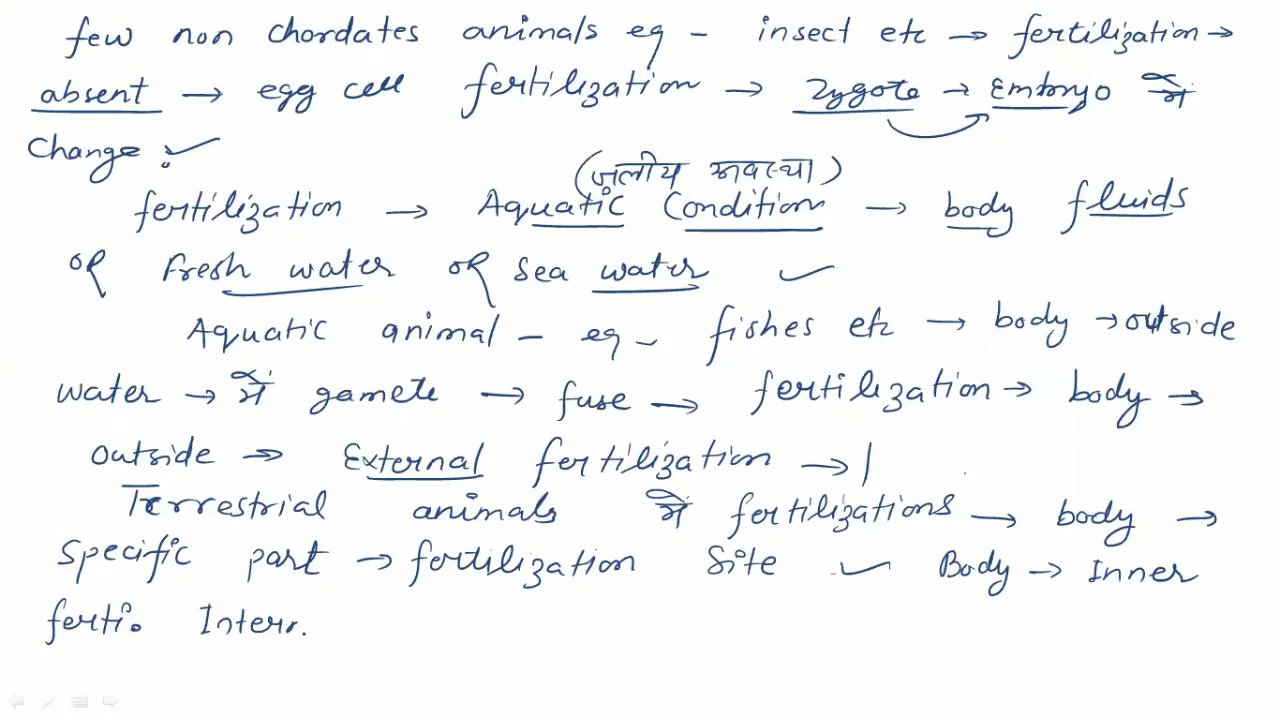 few non chordates animals eg - insect etc → fertilization →
absent → egg cell fertilization → Zygote → Embryo में
Change ✓
(जलीय अवस्था)
fertilization → Aquatic Condition → body fluids
or fresh water or sea water ✓
Aquatic animal - eg - fishes etc → body → outside
water → में gamete → fuse → fertilization → body →
outside → External fertilization → |
Terrestrial animals में fertilizations → body →
specific part → fertilization site ✓ Body → Inner
ferti. Intern.